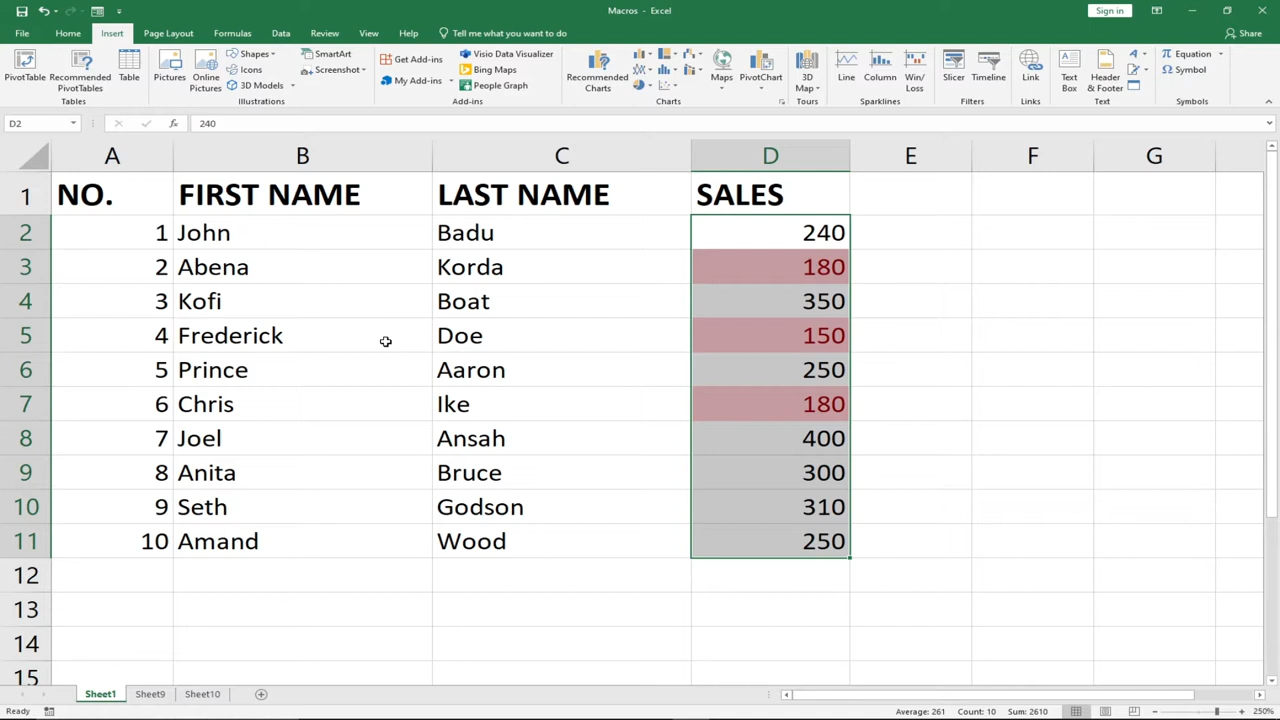 Macros - Excel
Sign in
File Home Insert Page Layout Formulas Data Review View Help Tell me what you want to do Share
PivotTable Recommended PivotTables Table
Tables
Pictures Online Pictures Shapes Icons 3D Models SmartArt Screenshot
Illustrations
Get Add-ins My Add-ins Visio Data Visualizer Bing Maps People Graph
Add-ins
Recommended Charts Maps PivotChart
Charts
3D Map
Tours
Line Column Win/Loss
Sparklines
Slicer Timeline
Filters
Link
Links
Text Box Header & Footer
Text
Equation Symbol
Symbols
D2 fx 240
A B C D E F G
1 NO. FIRST NAME LAST NAME SALES
2 1 John Badu 240
3 2 Abena Korda 180
4 3 Kofi Boat 350
5 4 Frederick Doe 150
6 5 Prince Aaron 250
7 6 Chris Ike 180
8 7 Joel Ansah 400
9 8 Anita Bruce 300
10 9 Seth Godson 310
11 10 Amand Wood 250
12
13
14
15
Sheet1 Sheet9 Sheet10
Ready Average: 261 Count: 10 Sum: 2610 250%